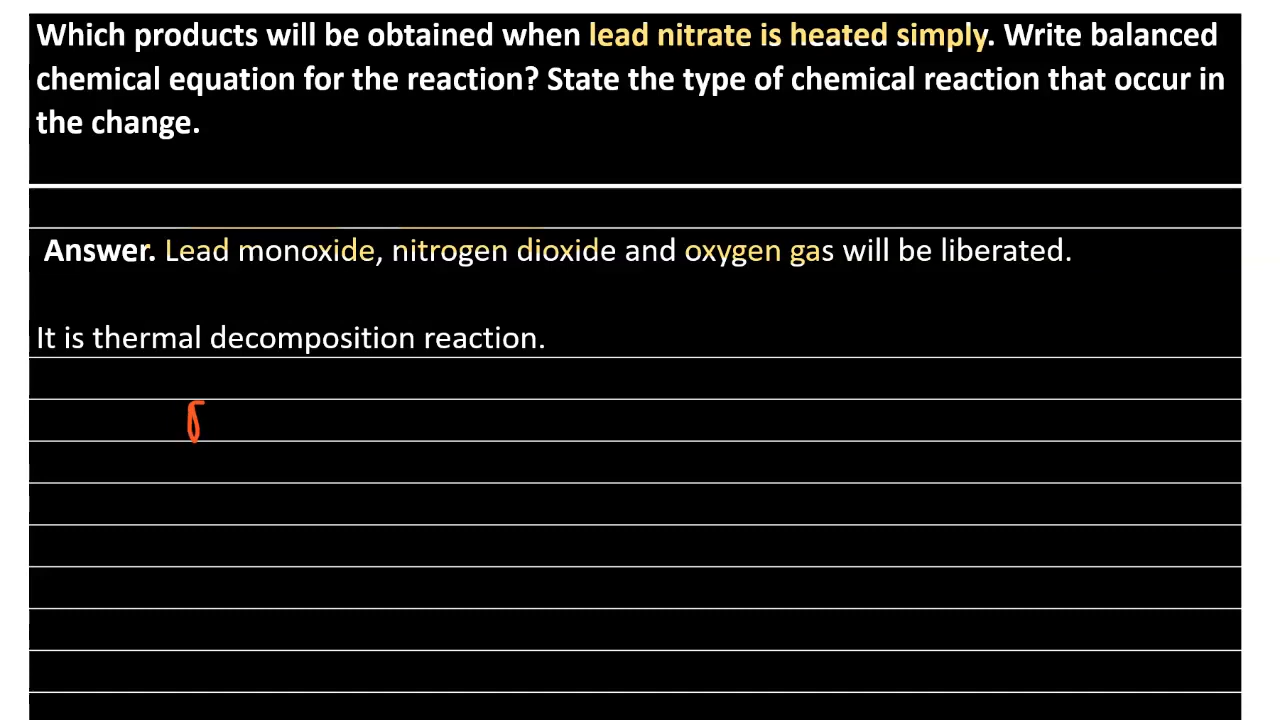 Which products will be obtained when lead nitrate is heated simply. Write balanced
chemical equation for the reaction? State the type of chemical reaction that occur in
the change.
Answer. Lead monoxide, nitrogen dioxide and oxygen gas will be liberated.
It is thermal decomposition reaction.